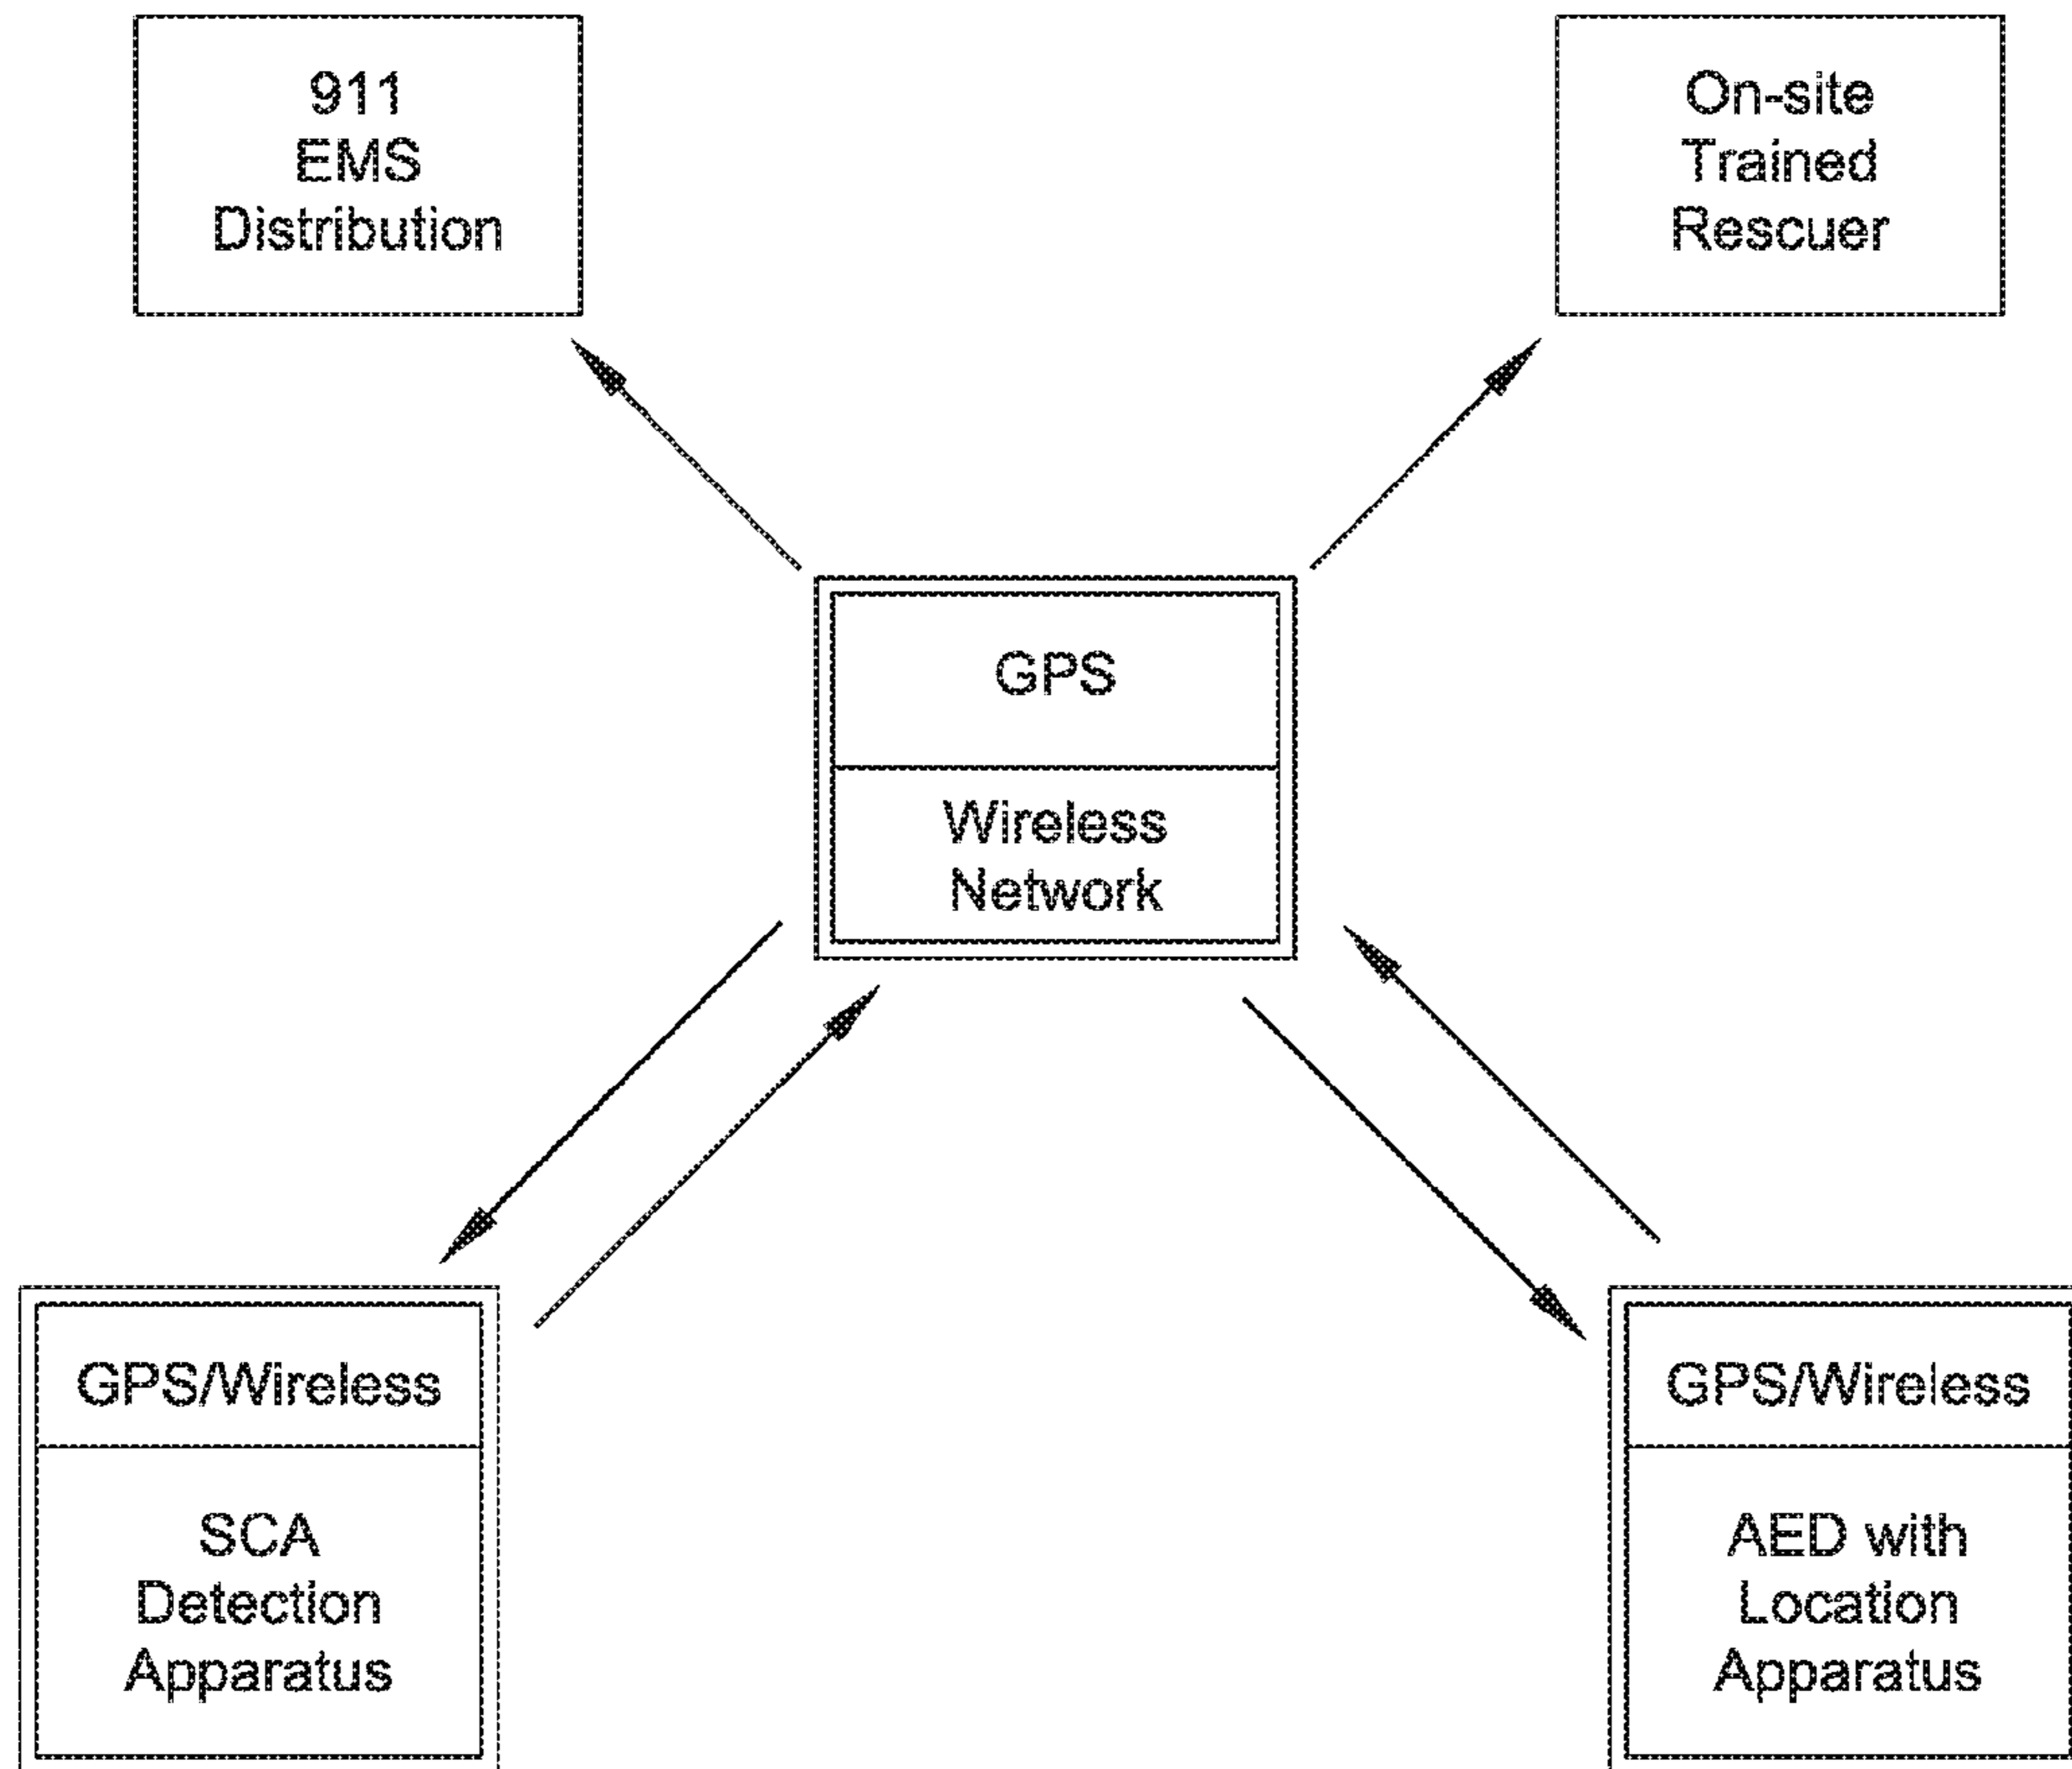 911
EMS
Distribution
On-site
Trained
Rescuer
GPS
Wireless
Network
GPS/Wireless
SCA
Detection
Apparatus
GPS/Wireless
AED with
Location
Apparatus